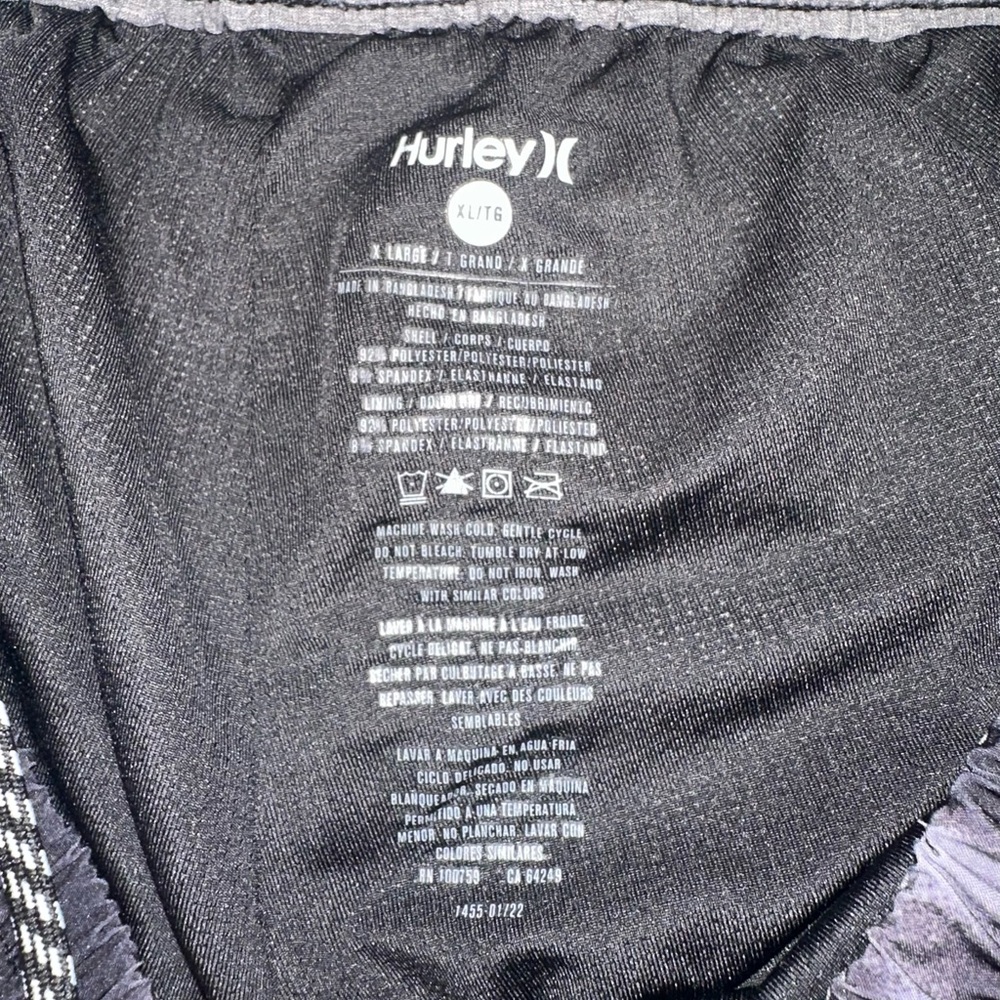 Hurley
XL/TG
X LARGE / T GRAND / X GRANDE
MADE IN BANGLADESH / FABRIQUE AU BANGLADESH
HECHO EN BANGLADESH
SHELL / CORPS / CUERPO
92% POLYESTER/POLYESTER/POLIESTER
8% SPANDEX / ELASTHANNE / ELASTANO
LINING / / RECUBRIMIENTO
92% POLYESTER/POLYESTER/POLIESTER
8% SPANDEX / ELASTHANNE / ELASTANO
MACHINE WASH COLD. GENTLE CYCLE.
DO NOT BLEACH. TUMBLE DRY AT LOW
TEMPERATURE. DO NOT IRON. WASH
WITH SIMILAR COLORS
LAVER À LA MACHINE À L'EAU FROIDE.
CYCLE DELICAT. NE PAS BLANCHIR.
SECHER PAR CULBUTAGE A BASSE. NE PAS
REPASSER. LAVER AVEC DES COULEURS
SEMBLABLES
LAVAR A MAQUINA EN AGUA FRIA
CICLO DELICADO. NO USAR
BLANQUEADOR. SECADO EN MAQUINA
PERMITIDO A UNA TEMPERATURA
MENOR. NO PLANCHAR. LAVAR CON
COLORES SIMILARES.
RN 100759 CA 64249
1455-01/22